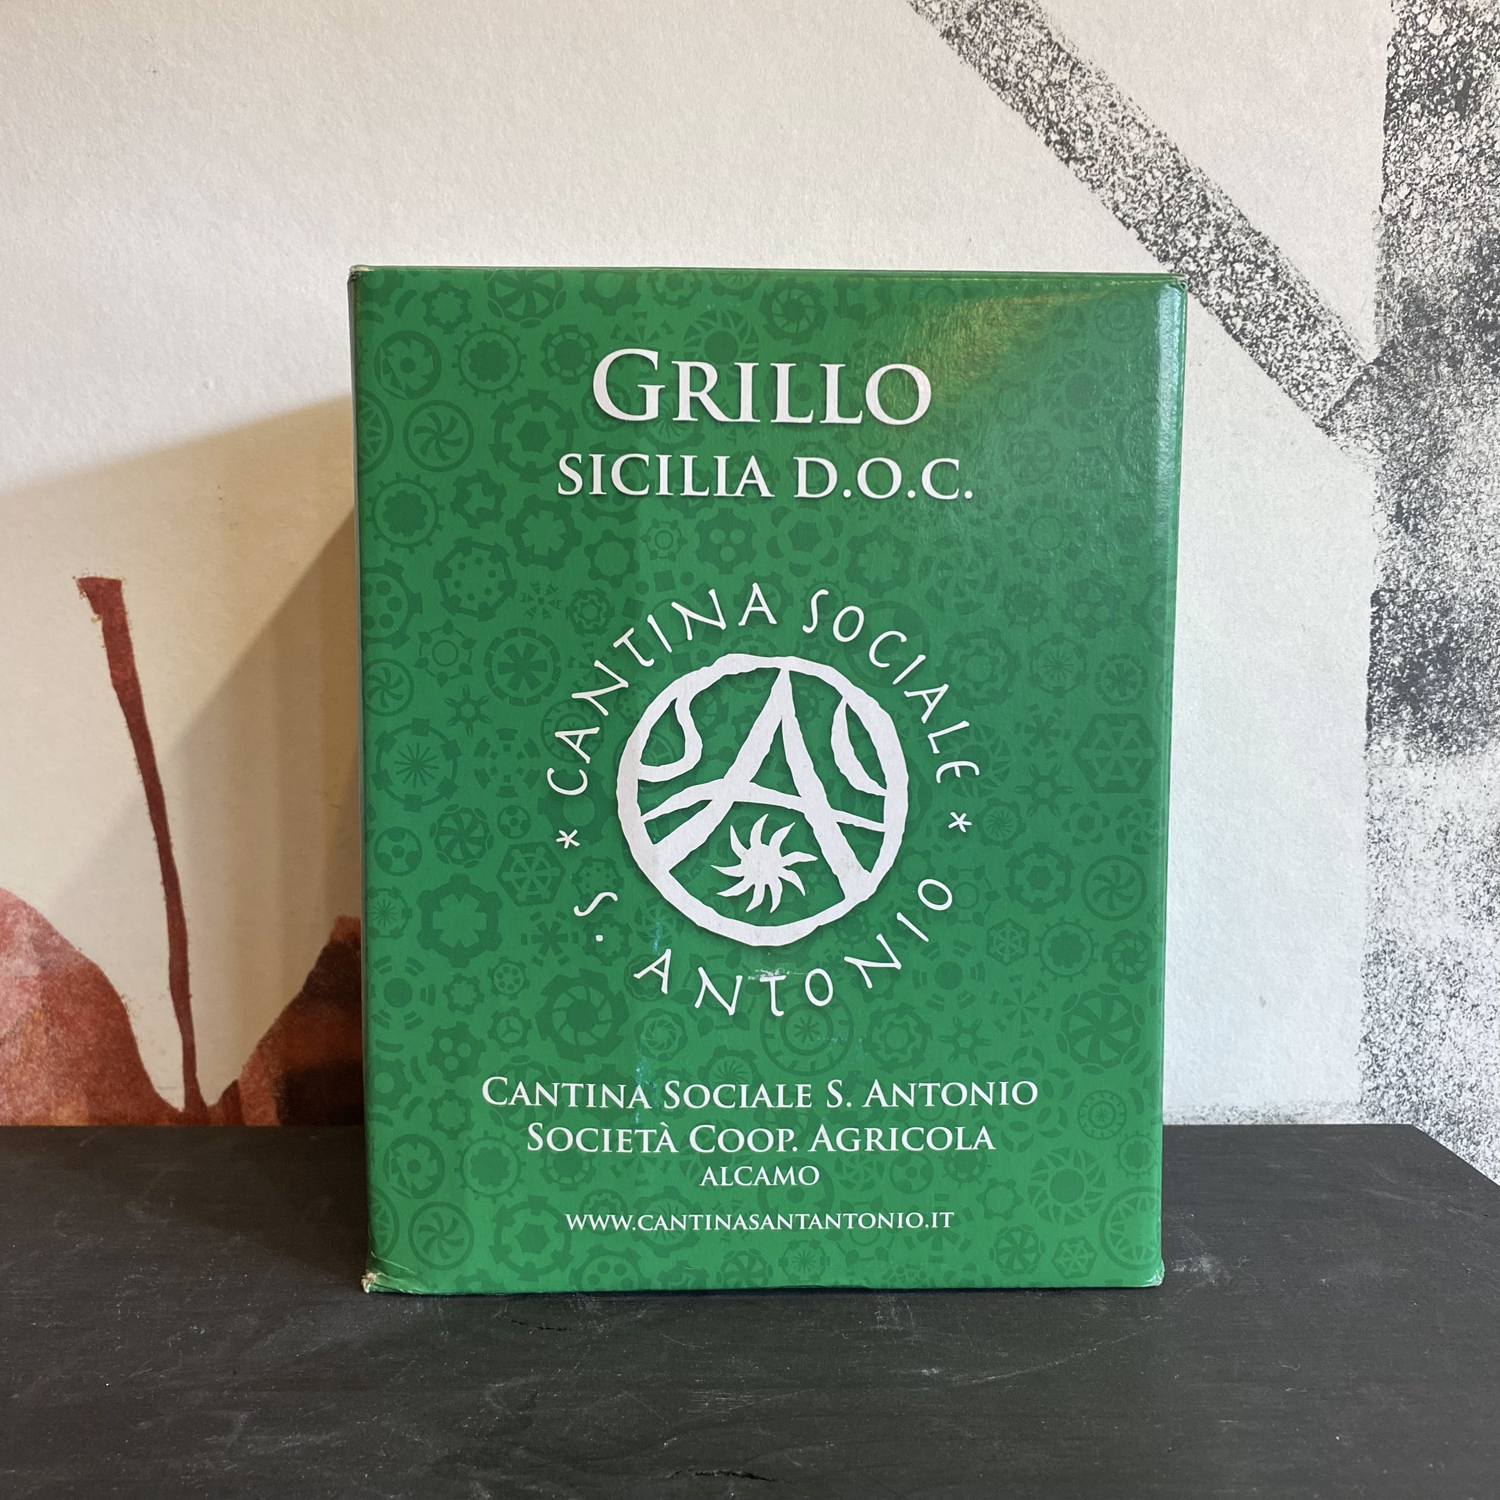 GRILLO
SICILIA D.O.C.
CANTINA SOCIALE
* S. ANTONIO *
CANTINA SOCIALE S. ANTONIO
SOCIETÀ COOP. AGRICOLA
ALCAMO
WWW.CANTINASANTANTONIO.IT